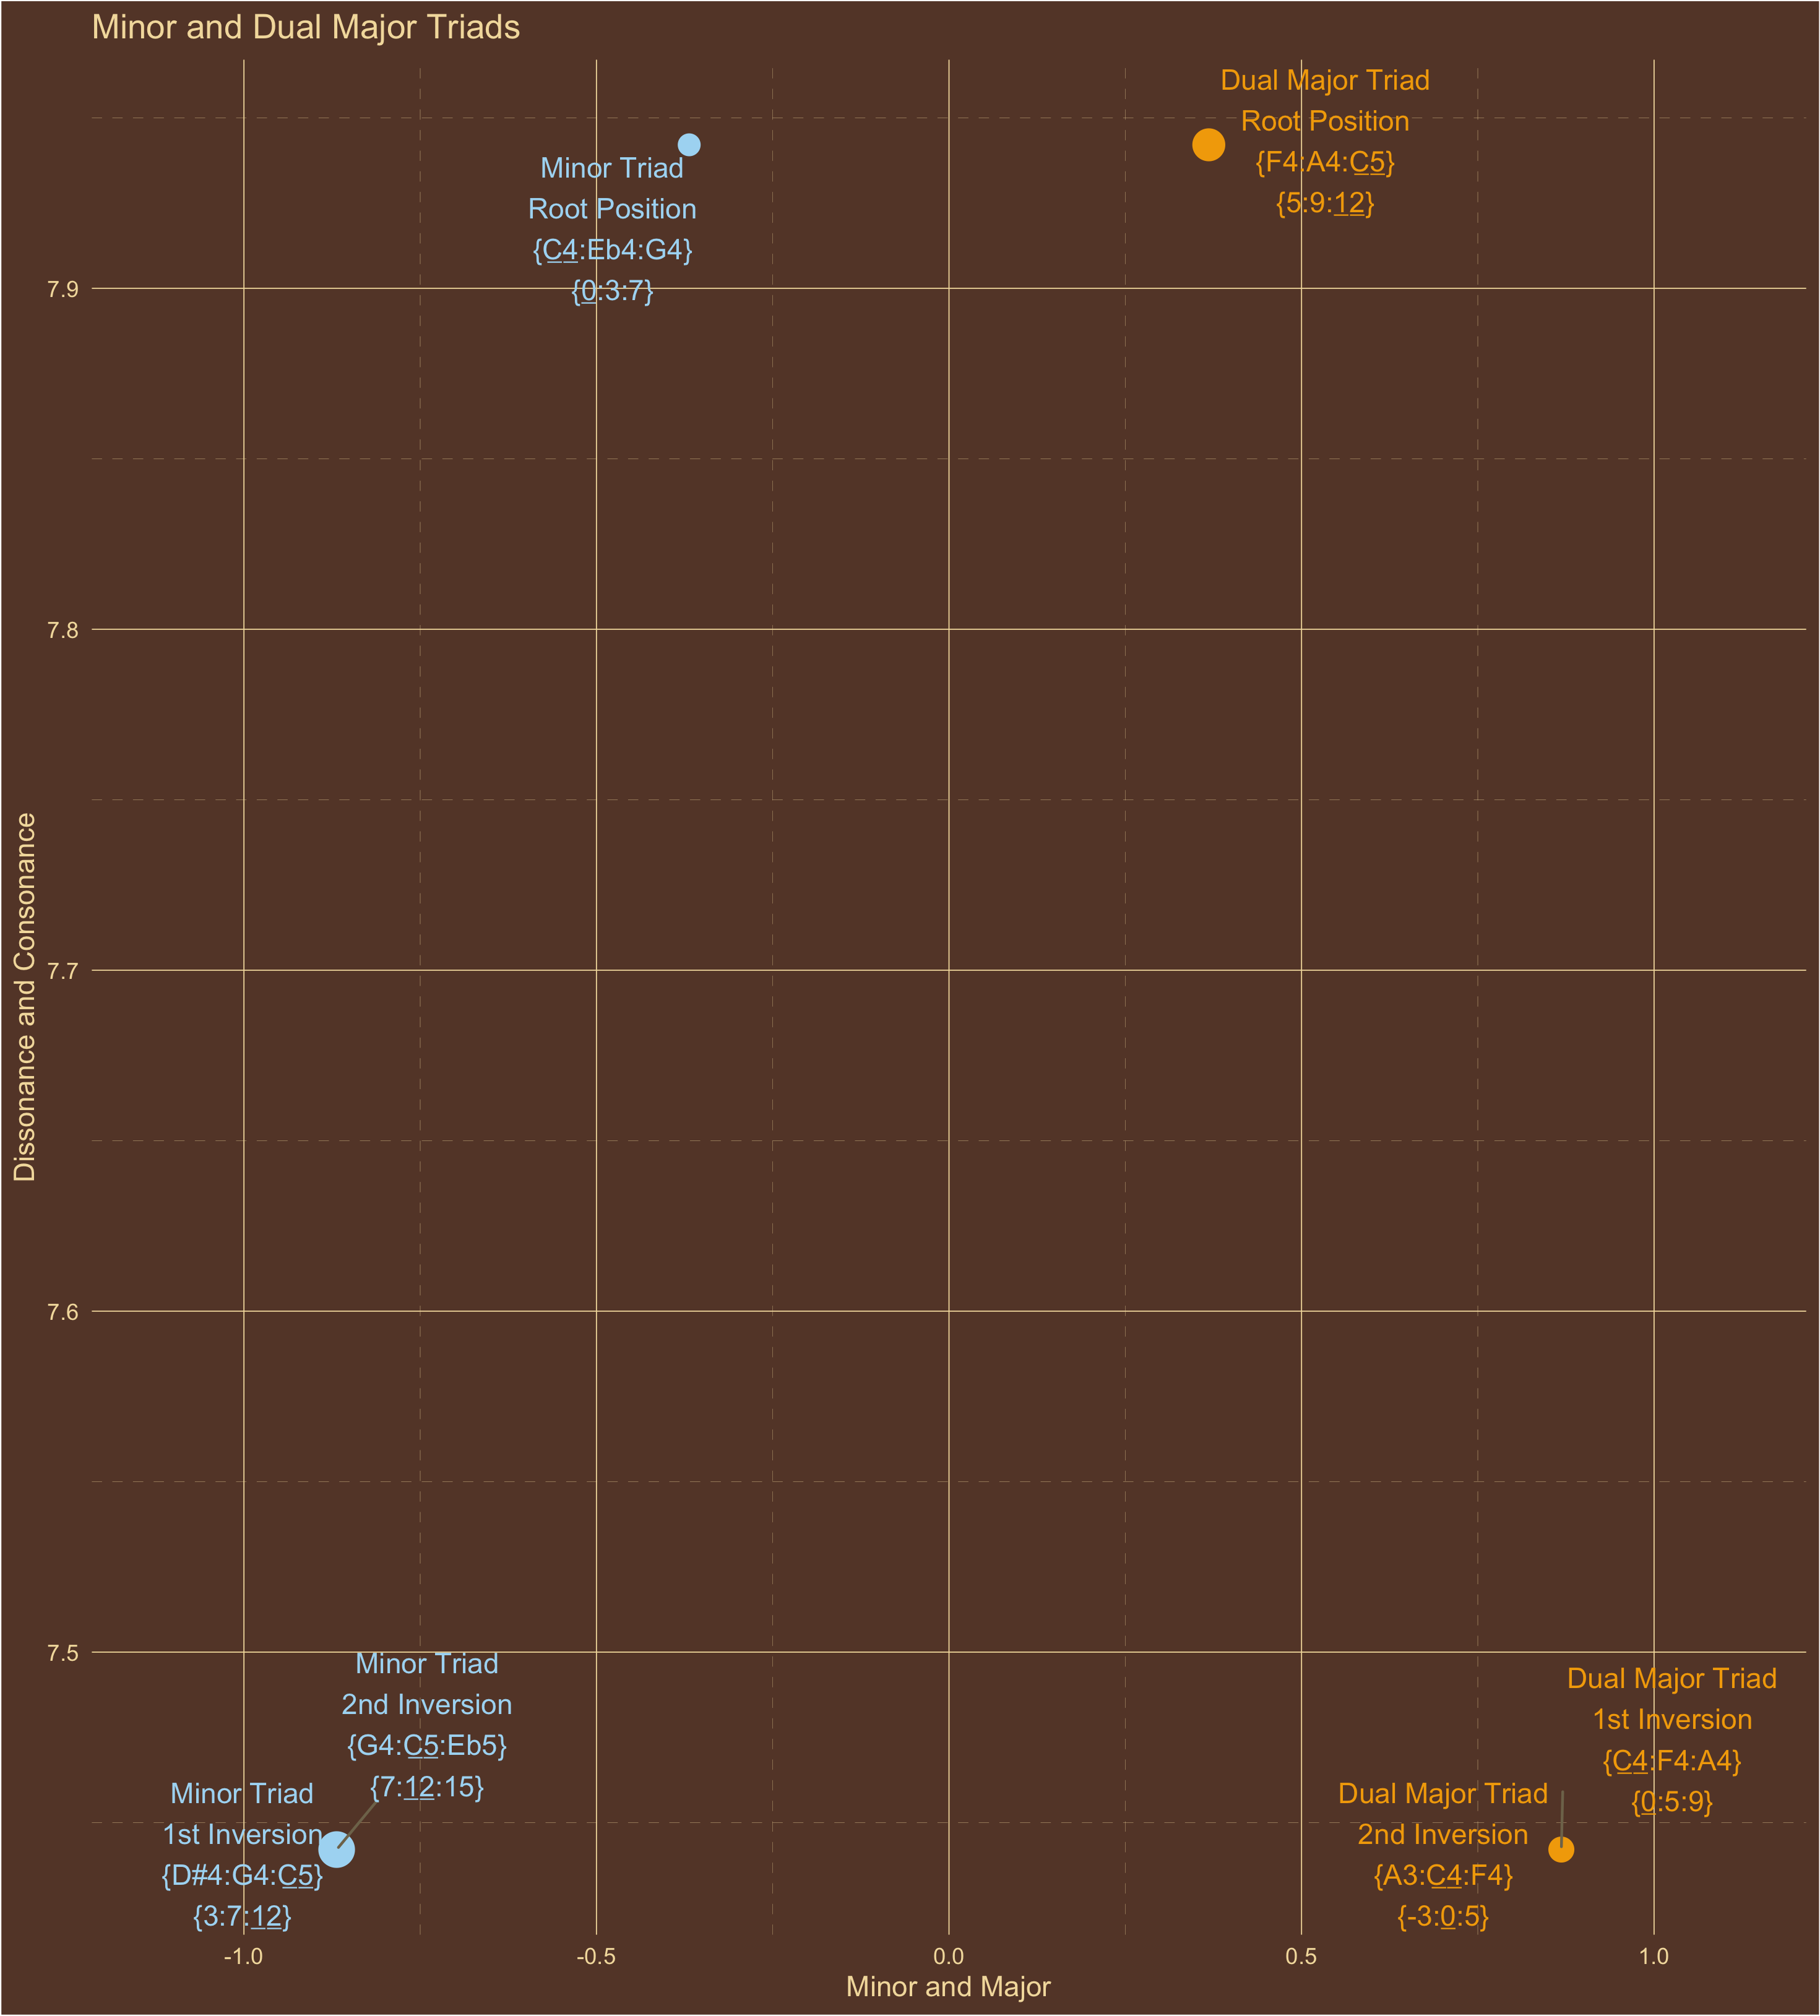 Minor and Dual Major Triads
Dual Major Triad
Root Position
{F4:A4:C5}
{5:9:12}
Minor Triad
Root Position
{C4:Eb4:G4}
{0:3:7}
7.9
7.8
7.7
7.6
7.5
Dissonance and Consonance
Minor Triad
2nd Inversion
{G4:C5:Eb5}
{7:12:15}
Minor Triad
1st Inversion
{D#4:G4:C5}
{3:7:12}
Dual Major Triad
1st Inversion
{C4:F4:A4}
{0:5:9}
Dual Major Triad
2nd Inversion
{A3:C4:F4}
{-3:0:5}
-1.0 -0.5 0.0 0.5 1.0
Minor and Major